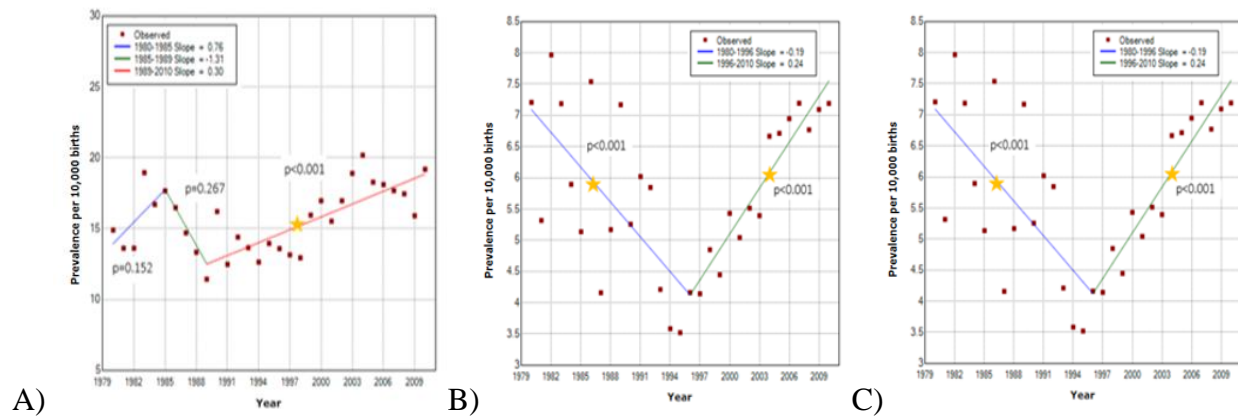 A)
Prevalence per 10,000 births
30
25
20
15
10
5
Observed
1980-1985 Slope = 0.76
1985-1989 Slope = -1.31
1989-2010 Slope = 0.30
p=0.152
p=0.267
p<0.001
1979 1982 1985 1988 1991 1994 1997 2000 2003 2006 2009
Year
B)
Prevalence per 10,000 births
8.5
8
7.5
7
6.5
6
5.5
5
4.5
4
3.5
3
Observed
1980-1996 Slope = -0.19
1996-2010 Slope = 0.24
p<0.001
p<0.001
1979 1982 1985 1988 1991 1994 1997 2000 2003 2006 2009
Year
C)
Prevalence per 10,000 births
8.5
8
7.5
7
6.5
6
5.5
5
4.5
4
3.5
3
Observed
1980-1996 Slope = -0.19
1996-2010 Slope = 0.24
p<0.001
p<0.001
1979 1982 1985 1988 1991 1994 1997 2000 2003 2006 2009
Year